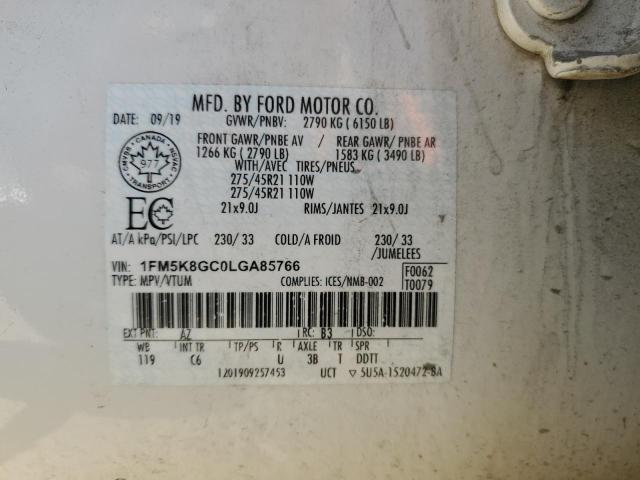 MFD. BY FORD MOTOR CO.
DATE: 09/19 GVWR/PNBV: 2790 KG ( 6150 LB)
FRONT GAWR/PNBE AV / REAR GAWR/ PNBE AR
1266 KG ( 2790 LB) 1583 KG ( 3490 LB)
WITH/AVEC TIRES/PNEUS
275/45R21 110W
275/45R21 110W
21x9.0J RIMS/JANTES 21x9.0J
CANADA
977
TRANSPORT
EC
AT/A kPa/PSI/LPC 230/ 33 COLD/A FROID 230/ 33
/JUMELEES
VIN: 1FM5K8GC0LGA85766
TYPE: MPV/VTUM COMPLIES: ICES/NMB-002
F0062
T0079
EXT PNT: AZ RC: B3 DSO:
WB INT TR TP/PS R AXLE TR SPR
119 C6 U 3B T DDTT
1201909257453 UCT ▽ 5U5A-1520472-BA